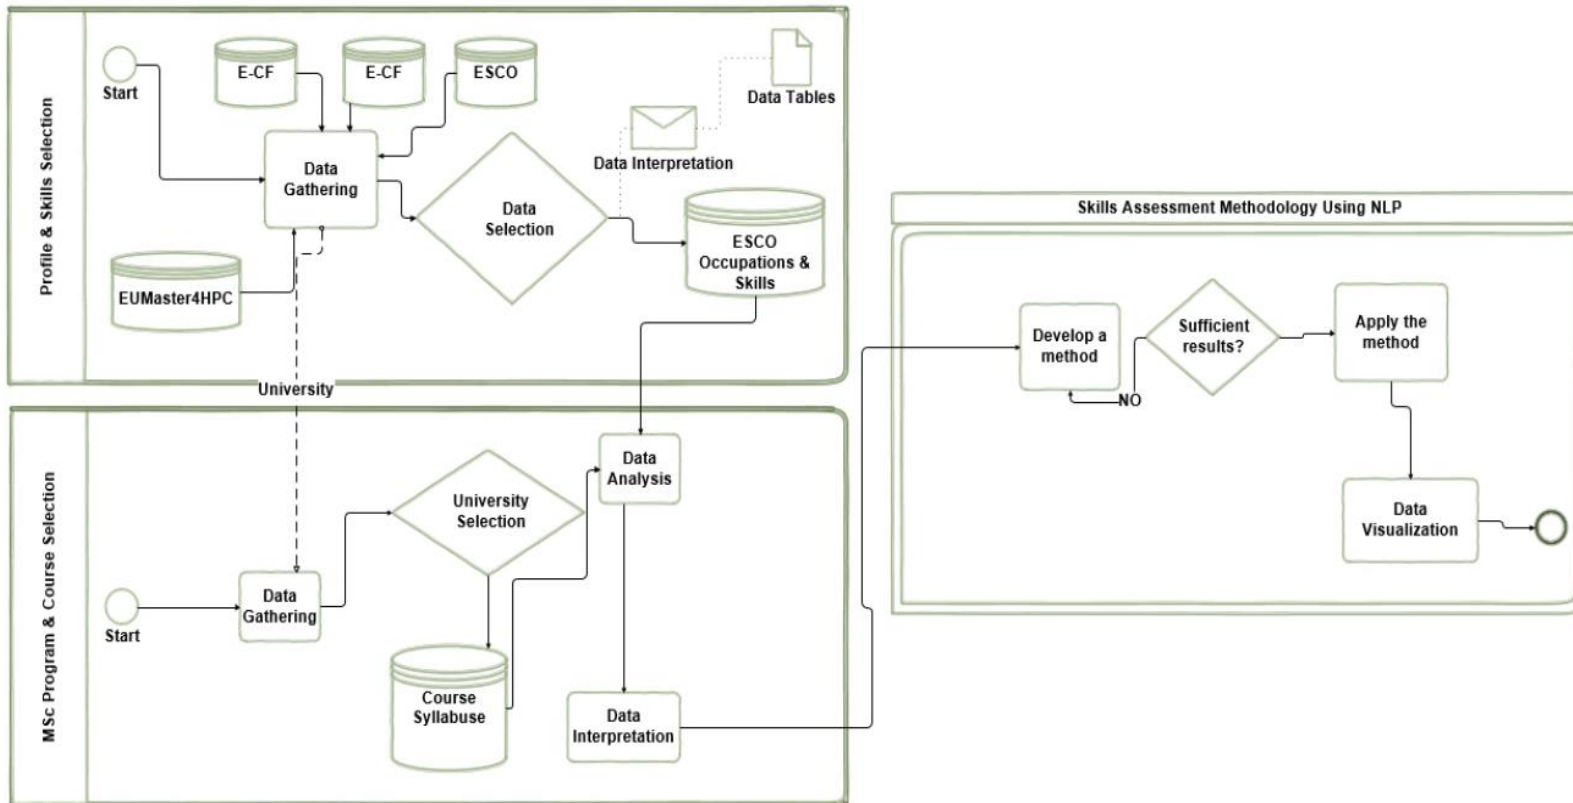 Profile & Skills Selection
Start
E-CF
E-CF
ESCO
Data Tables
Data Interpretation
Data
Gathering
Data
Selection
ESCO
Occupations &
Skills
EUMaster4HPC
University
MSc Program & Course Selection
Start
Data
Gathering
University
Selection
Data
Analysis
Course
Syllabuse
Data
Interpretation
Skills Assessment Methodology Using NLP
Develop a
method
Sufficient
results?
Apply the
method
NO
Data
Visualization